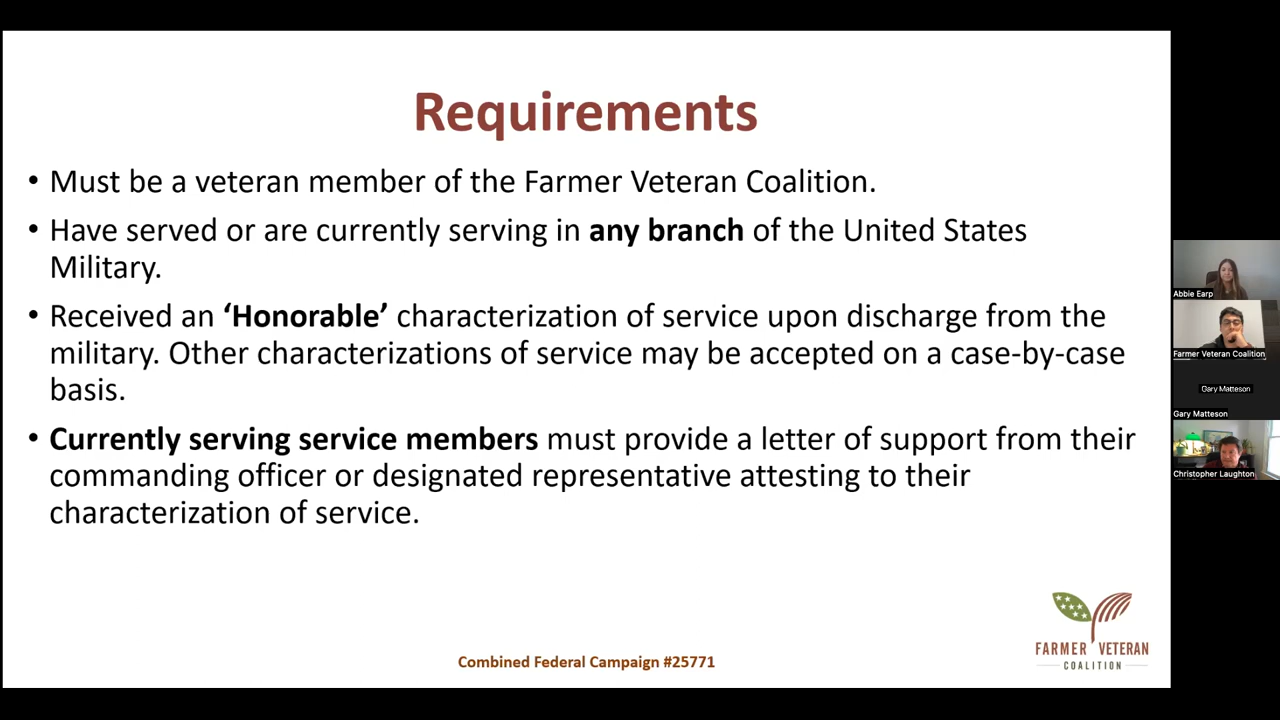 Requirements
• Must be a veteran member of the Farmer Veteran Coalition.
• Have served or are currently serving in any branch of the United States
Military.
• Received an ‘Honorable’ characterization of service upon discharge from the
military. Other characterizations of service may be accepted on a case-by-case
basis.
• Currently serving service members must provide a letter of support from their
commanding officer or designated representative attesting to their
characterization of service.
Combined Federal Campaign #25771
FARMER VETERAN
COALITION
Abbie Earp
Farmer Veteran Coalition
Gary Matteson
Gary Matteson
Christopher Laughton